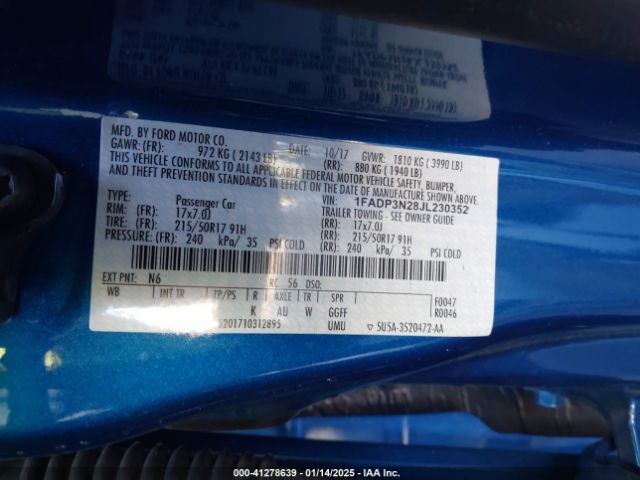 MFD. BY FORD MOTOR CO.
DATE: 10/17 GVWR: 1810 KG ( 3990 LB)
GAWR: (FR): 972 KG ( 2143 LB) (RR): 880 KG ( 1940 LB)
THIS VEHICLE CONFORMS TO ALL APPLICABLE FEDERAL MOTOR VEHICLE SAFETY, BUMPER,
AND THEFT PREVENTION STANDARDS IN EFFECT ON THE DATE OF MANUFACTURE SHOWN ABOVE.
VIN: 1FADP3N28JL230352
TYPE: Passenger Car TRAILER TOWING - SEE OWNER GUIDE
RIM: (FR): 17x7.0J (RR): 17x7.0J
TIRE: (FR): 215/50R17 91H (RR): 215/50R17 91H
PRESSURE: (FR) 240 kPa/ 35 PSI COLD (RR) 240 kPa/ 35 PSI COLD
EXT PNT: N6 RC 56 DSO:
WB INT TR TP/PS R AXLE TR SPR F0047
K AU W GGFF R0046
5201710312895 UMU 5U5A-3520472-AA
000-41278639 - 01/14/2025 - IAA Inc.